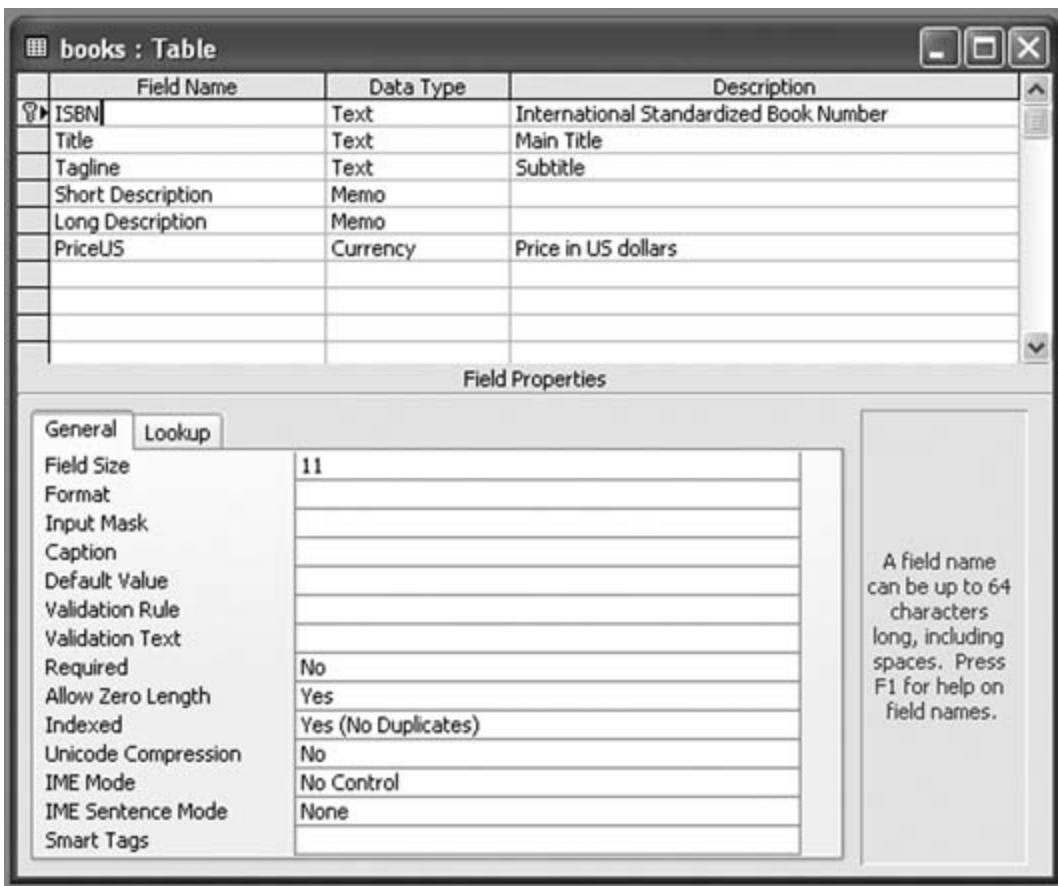 books : Table
Field Name Data Type Description
ISBN Text International Standardized Book Number
Title Text Main Title
Tagline Text Subtitle
Short Description Memo
Long Description Memo
PriceUS Currency Price in US dollars
Field Properties
General Lookup
Field Size 11
Format
Input Mask
Caption
Default Value
Validation Rule
Validation Text
Required No
Allow Zero Length Yes
Indexed Yes (No Duplicates)
Unicode Compression No
IME Mode No Control
IME Sentence Mode None
Smart Tags
A field name
can be up to 64
characters
long, including
spaces. Press
F1 for help on
field names.